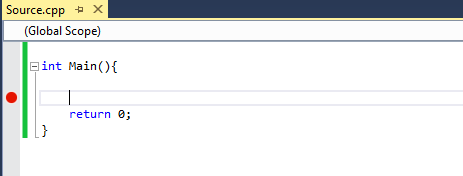 Source.cpp
(Global Scope)
int Main(){
return 0;
}